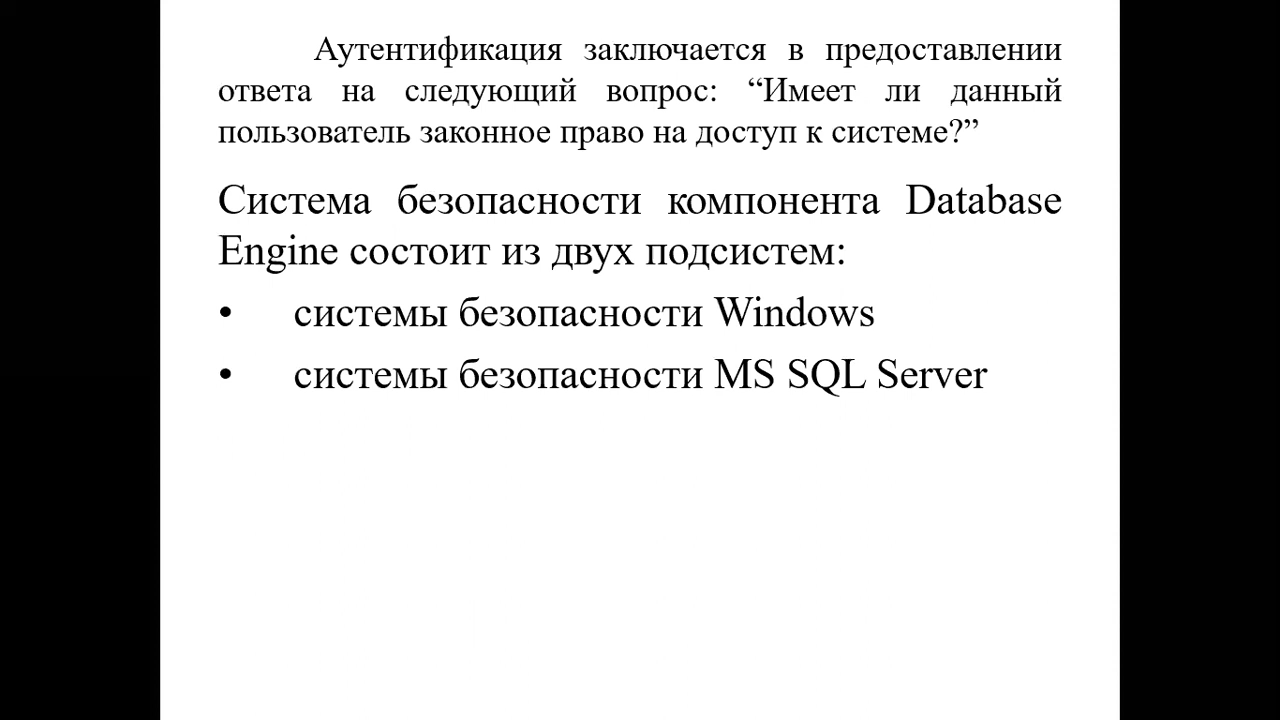 Аутентификация заключается в предоставлении
ответа на следующий вопрос: “Имеет ли данный
пользователь законное право на доступ к системе?”
Система безопасности компонента Database
Engine состоит из двух подсистем:
• системы безопасности Windows
• системы безопасности MS SQL Server